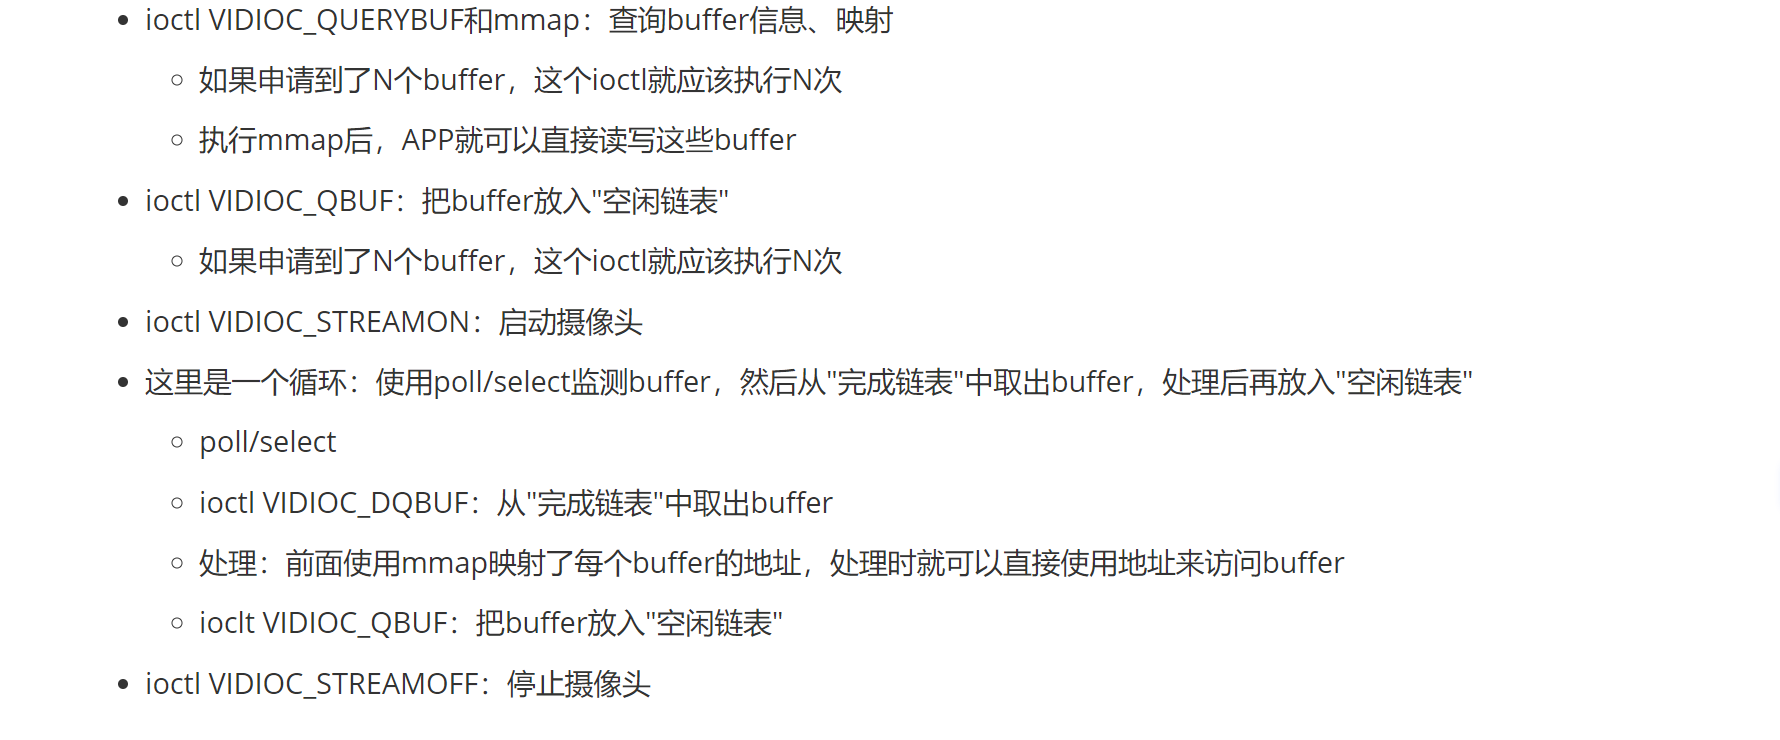 ioctl VIDIOC_QUERYBUF和mmap：查询buffer信息、映射
如果申请到了N个buffer，这个ioctl就应该执行N次
执行mmap后，APP就可以直接读写这些buffer
ioctl VIDIOC_QBUF：把buffer放入"空闲链表"
如果申请到了N个buffer，这个ioctl就应该执行N次
ioctl VIDIOC_STREAMON：启动摄像头
这里是一个循环：使用poll/select监测buffer，然后从"完成链表"中取出buffer，处理后再放入"空闲链表"
poll/select
ioctl VIDIOC_DQBUF：从"完成链表"中取出buffer
处理：前面使用mmap映射了每个buffer的地址，处理时就可以直接使用地址来访问buffer
ioclt VIDIOC_QBUF：把buffer放入"空闲链表"
ioctl VIDIOC_STREAMOFF：停止摄像头